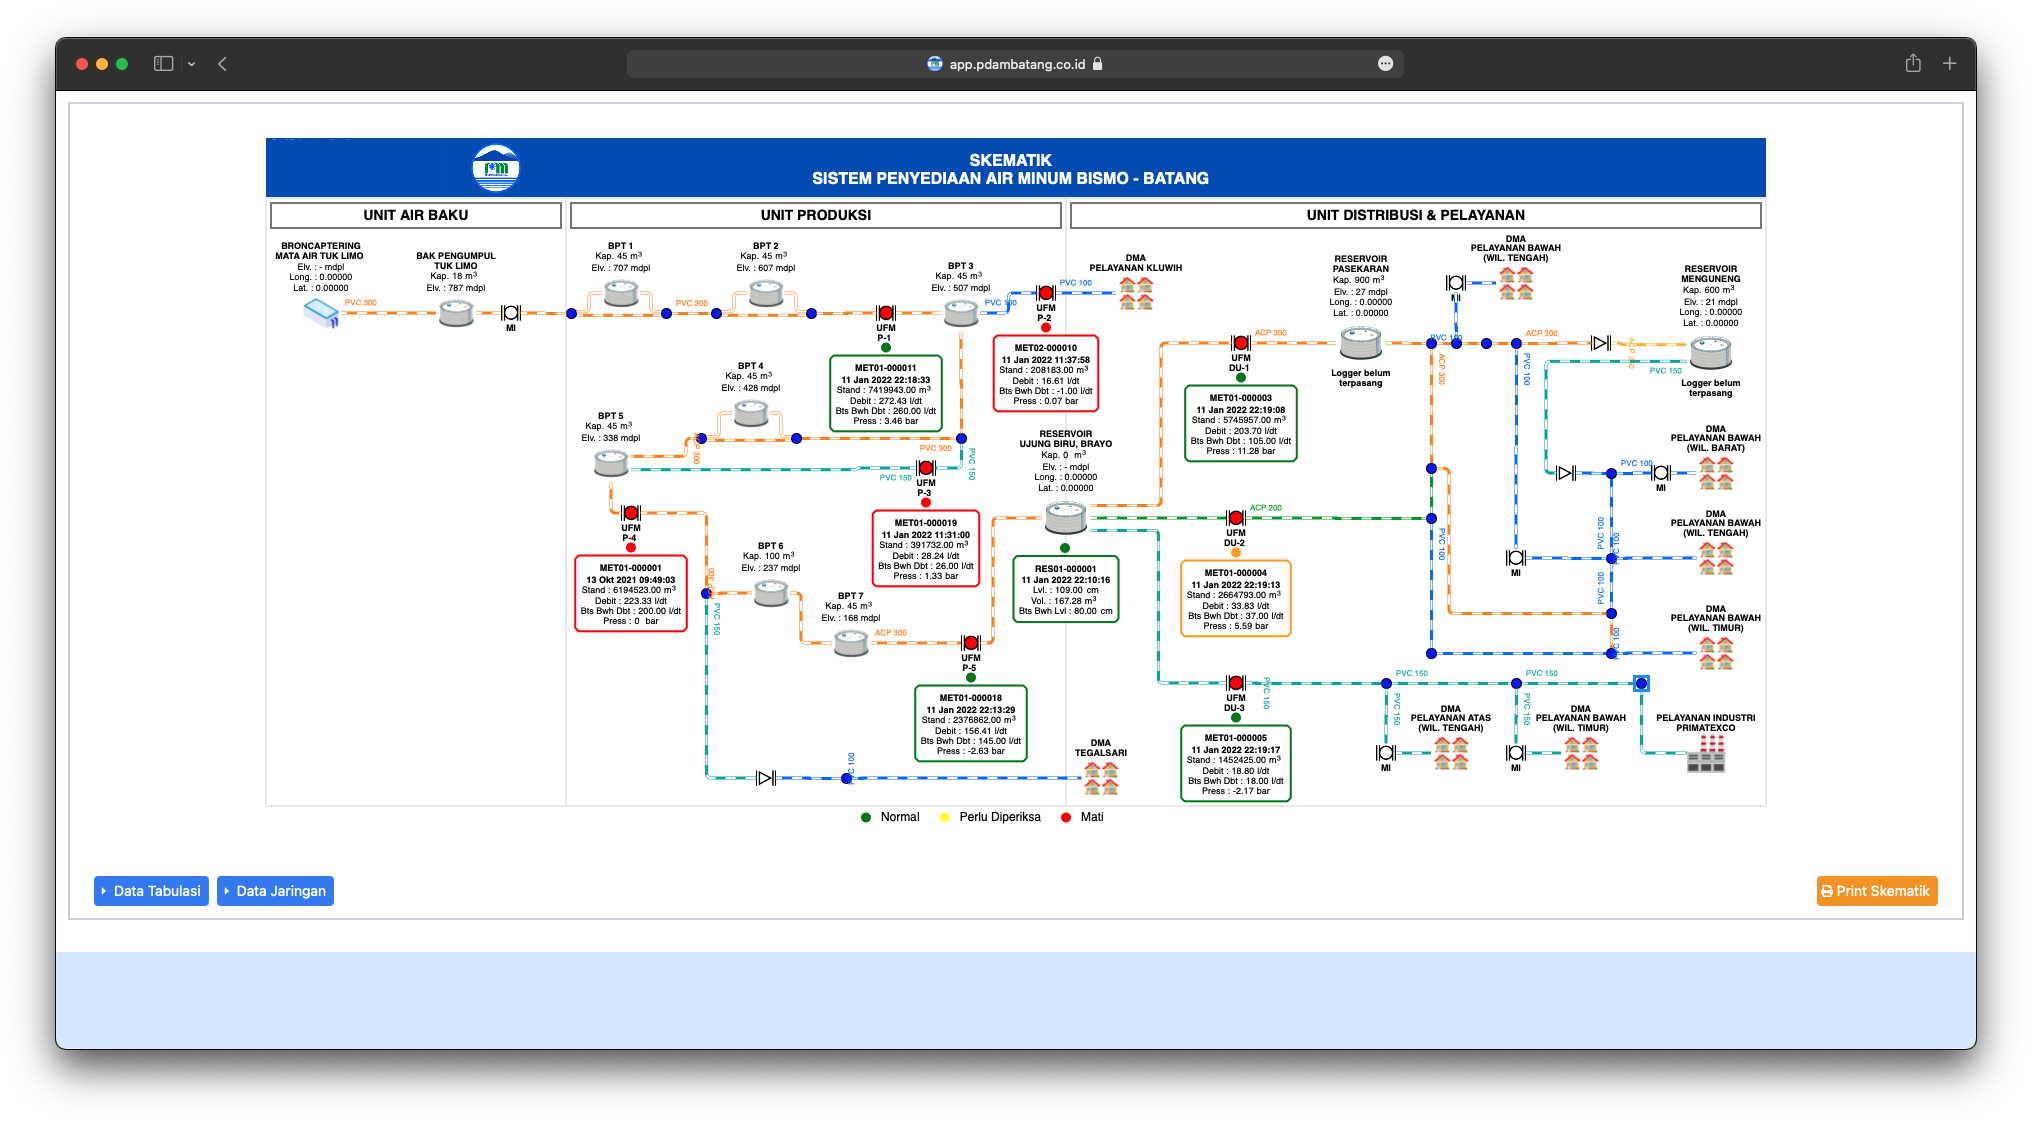 app.pdambatang.co.id
SKEMATIK
SISTEM PENYEDIAAN AIR MINUM BISMO - BATANG
UNIT AIR BAKU
UNIT PRODUKSI
UNIT DISTRIBUSI & PELAYANAN
BRONCAPTERING
MATA AIR TUK LIMO
Elv. : - mdpl
Long. : 0.00000
Lat. : 0.00000
PVC 300
BAK PENGUMPUL
TUK LIMO
Kap. 18 m³
Elv. : 787 mdpl
MI
BPT 1
Kap. 45 m³
Elv. : 707 mdpl
PVC 300
BPT 2
Kap. 45 m³
Elv. : 607 mdpl
UFM
P-1
MET01-000011
11 Jan 2022 22:18:33
Stand : 7419943.00 m³
Debit : 272.43 l/dt
Bts Bwh Dbt : 260.00 l/dt
Press : 3.46 bar
BPT 3
Kap. 45 m³
Elv. : 507 mdpl
PVC 100
UFM
P-2
PVC 100
MET02-000010
11 Jan 2022 11:37:58
Stand : 208183.00 m³
Debit : 16.61 l/dt
Bts Bwh Dbt : -1.00 l/dt
Press : 0.07 bar
DMA
PELAYANAN KLUWIH
BPT 4
Kap. 45 m³
Elv. : 428 mdpl
BPT 5
Kap. 45 m³
Elv. : 338 mdpl
ACP 300
PVC 300
PVC 150
PVC 150
UFM
P-3
MET01-000019
11 Jan 2022 11:31:00
Stand : 391732.00 m³
Debit : 28.24 l/dt
Bts Bwh Dbt : 26.00 l/dt
Press : 1.33 bar
UFM
P-4
MET01-000001
13 Okt 2021 09:49:03
Stand : 6194523.00 m³
Debit : 223.33 l/dt
Bts Bwh Dbt : 200.00 l/dt
Press : 0 bar
ACP 300
PVC 150
BPT 6
Kap. 100 m³
Elv. : 237 mdpl
BPT 7
Kap. 45 m³
Elv. : 168 mdpl
ACP 300
UFM
P-5
MET01-000018
11 Jan 2022 22:13:29
Stand : 2376862.00 m³
Debit : 156.41 l/dt
Bts Bwh Dbt : 145.00 l/dt
Press : -2.63 bar
PVC 100
DMA
TEGALSARI
RESERVOIR
UJUNG BIRU, BRAYO
Kap. 0 m³
Elv. : - mdpl
Long. : 0.00000
Lat. : 0.00000
RES01-000001
11 Jan 2022 22:10:16
Lvl. : 109.00 cm
Vol. : 167.28 m³
Bts Bwh Lvl : 80.00 cm
ACP 300
UFM
DU-1
MET01-000003
11 Jan 2022 22:19:08
Stand : 5745957.00 m³
Debit : 203.70 l/dt
Bts Bwh Dbt : 105.00 l/dt
Press : 11.28 bar
ACP 200
UFM
DU-2
MET01-000004
11 Jan 2022 22:19:13
Stand : 2664793.00 m³
Debit : 33.83 l/dt
Bts Bwh Dbt : 37.00 l/dt
Press : 5.59 bar
UFM
DU-3
PVC 150
MET01-000005
11 Jan 2022 22:19:17
Stand : 1452425.00 m³
Debit : 18.80 l/dt
Bts Bwh Dbt : 18.00 l/dt
Press : -2.17 bar
RESERVOIR
PASEKARAN
Kap. 900 m³
Elv. : 27 mdpl
Long. : 0.00000
Lat. : 0.00000
Logger belum
terpasang
DMA
PELAYANAN BAWAH
(WIL. TENGAH)
MI
PVC 100
ACP 300
ACP 300
PVC 100
RESERVOIR
MENGUNENG
Kap. 600 m³
Elv. : 21 mdpl
Long. : 0.00000
Lat. : 0.00000
PVC 150
Logger belum
terpasang
DMA
PELAYANAN BAWAH
(WIL. BARAT)
PVC 100
MI
DMA
PELAYANAN BAWAH
(WIL. TENGAH)
PVC 100
PVC 100
PVC 100
MI
PVC 100
DMA
PELAYANAN BAWAH
(WIL. TIMUR)
PVC 100
PVC 150
PVC 150
PVC 150
PVC 150
DMA
PELAYANAN ATAS
(WIL. TENGAH)
MI
DMA
PELAYANAN BAWAH
(WIL. TIMUR)
MI
PELAYANAN INDUSTRI
PRIMATEXCO
Normal
Perlu Diperiksa
Mati
Data Tabulasi
Data Jaringan
Print Skematik